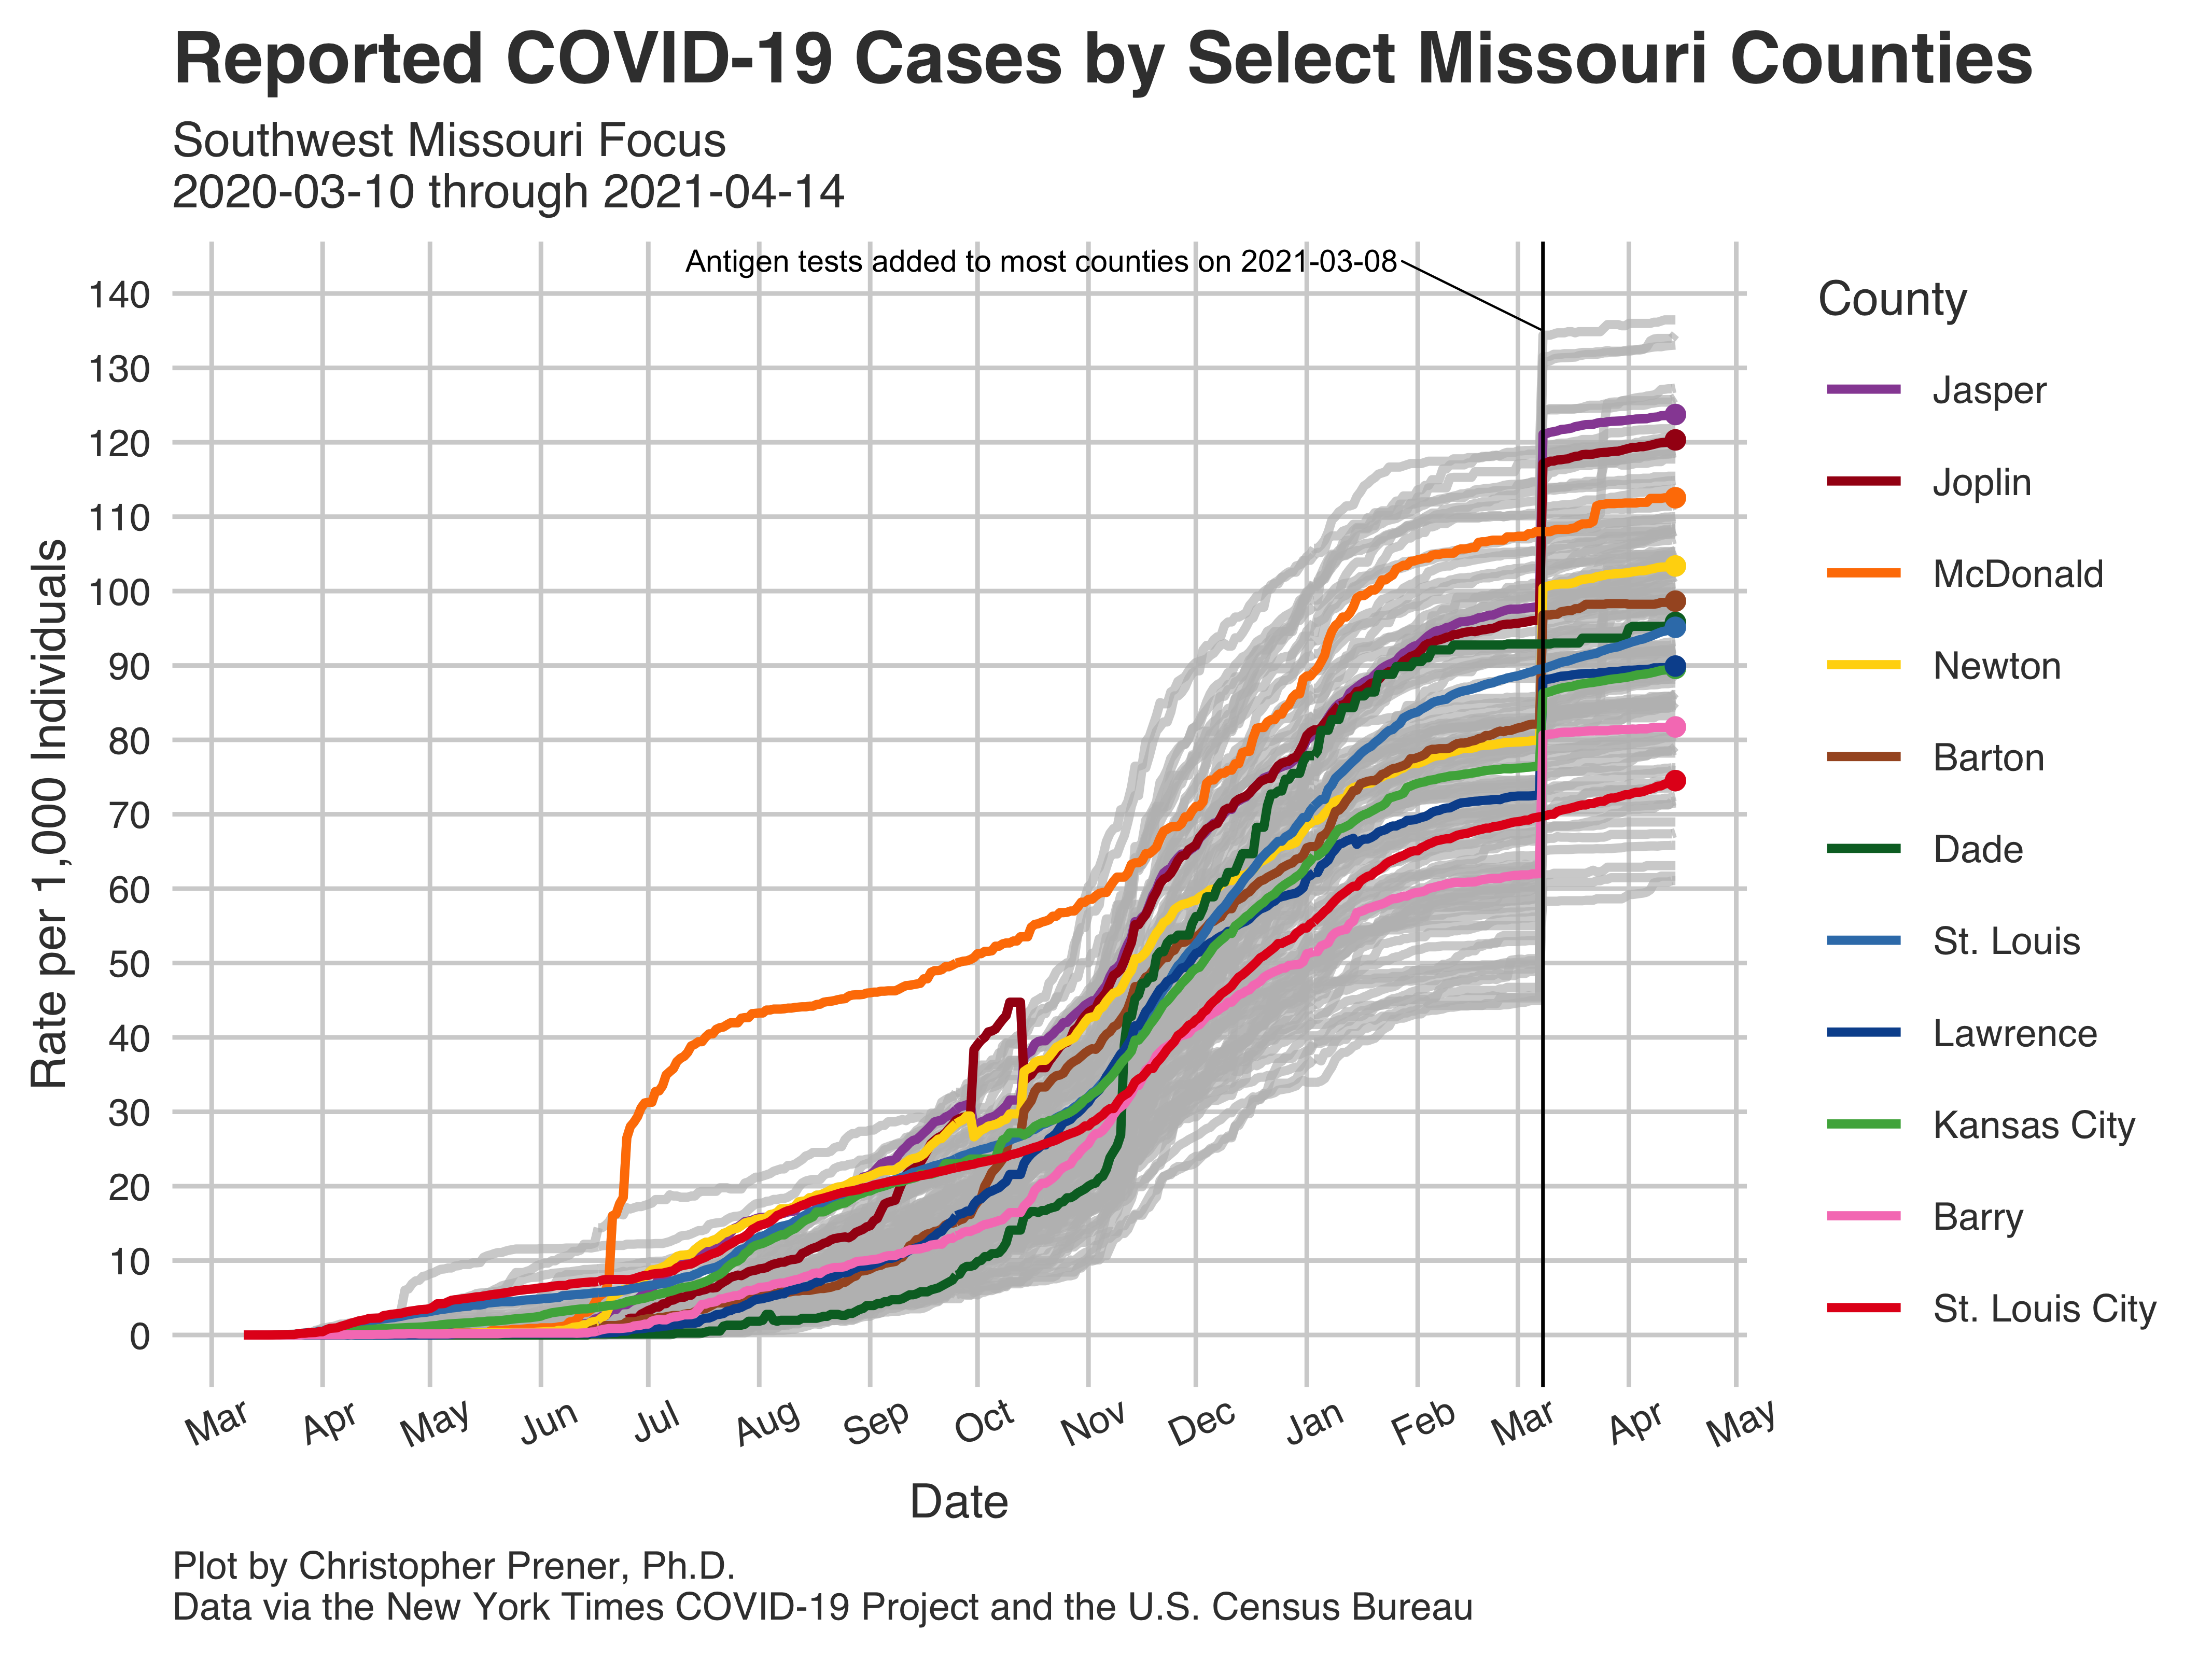 Reported COVID-19 Cases by Select Missouri Counties
Southwest Missouri Focus
2020-03-10 through 2021-04-14
Antigen tests added to most counties on 2021-03-08
Rate per 1,000 Individuals
140
130
120
110
100
90
80
70
60
50
40
30
20
10
0
Mar Apr May Jun Jul Aug Sep Oct Nov Dec Jan Feb Mar Apr May
Date
County
Jasper
Joplin
McDonald
Newton
Barton
Dade
St. Louis
Lawrence
Kansas City
Barry
St. Louis City
Plot by Christopher Prener, Ph.D.
Data via the New York Times COVID-19 Project and the U.S. Census Bureau